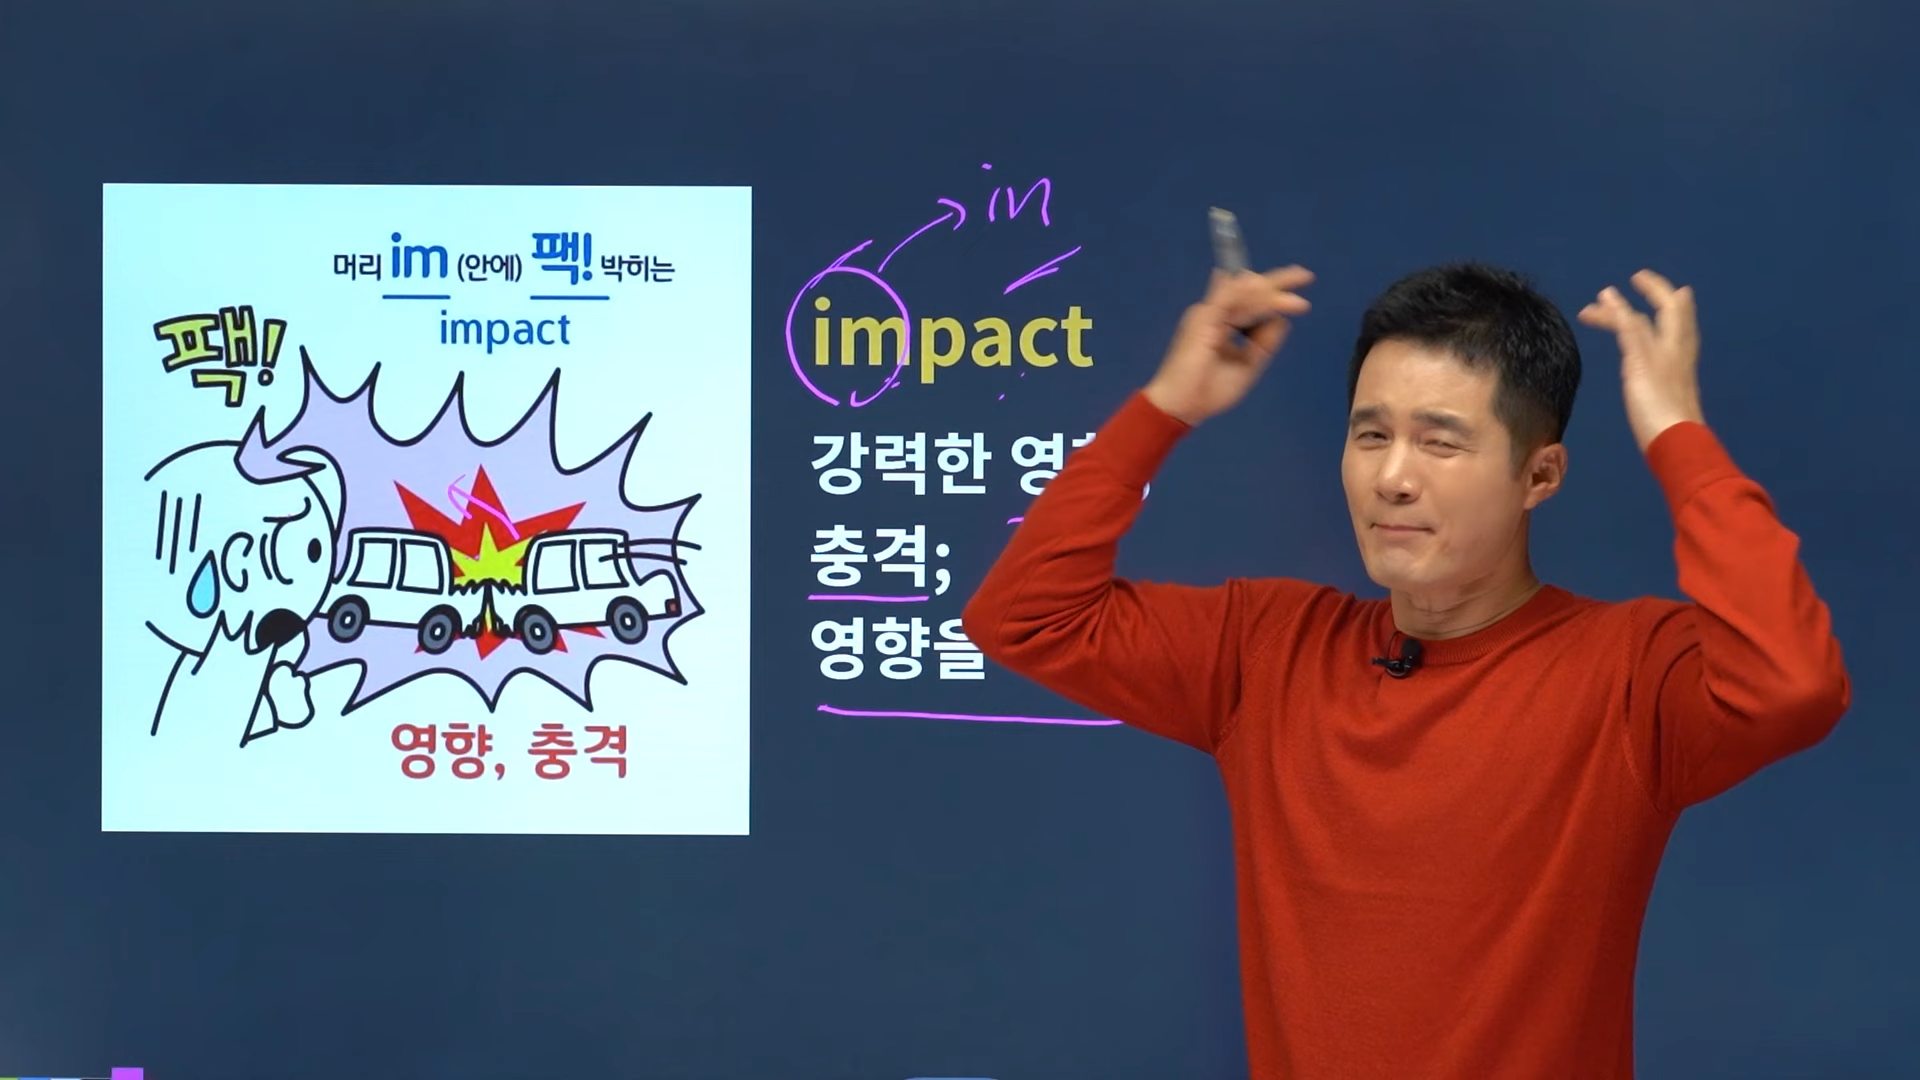 머리 im (안에) 팩! 박히는
impact
팩!
영향, 충격
in
impact
강력한
충격;
영향을